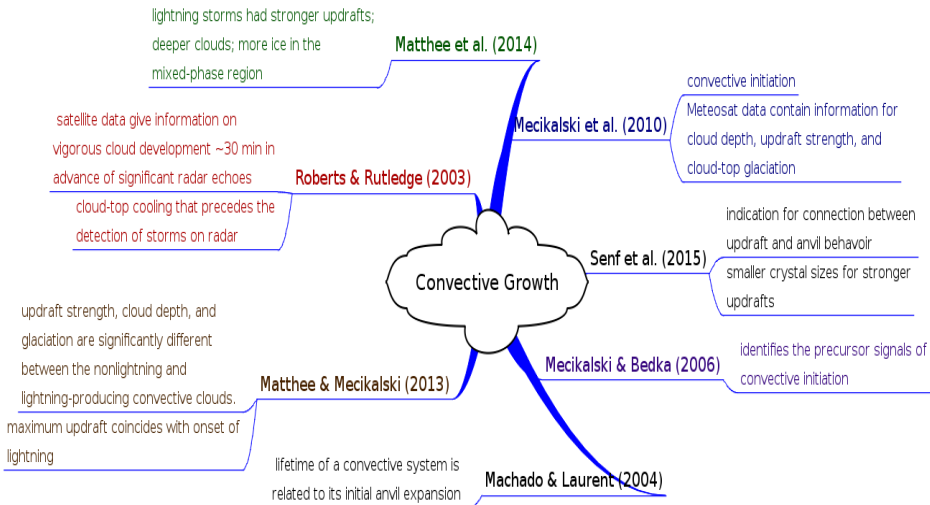 lightning storms had stronger updrafts;
deeper clouds; more ice in the
mixed-phase region
Matthee et al. (2014)
satellite data give information on
vigorous cloud development ~30 min in
advance of significant radar echoes
cloud-top cooling that precedes the
detection of storms on radar
Roberts & Rutledge (2003)
updraft strength, cloud depth, and
glaciation are significantly different
between the nonlightning and
lightning-producing convective clouds.
maximum updraft coincides with onset of
lightning
Matthee & Mecikalski (2013)
lifetime of a convective system is
related to its initial anvil expansion
Machado & Laurent (2004)
Convective Growth
Mecikalski et al. (2010)
convective initiation
Meteosat data contain information for
cloud depth, updraft strength, and
cloud-top glaciation
Senf et al. (2015)
indication for connection between
updraft and anvil behavoir
smaller crystal sizes for stronger
updrafts
Mecikalski & Bedka (2006)
identifies the precursor signals of
convective initiation